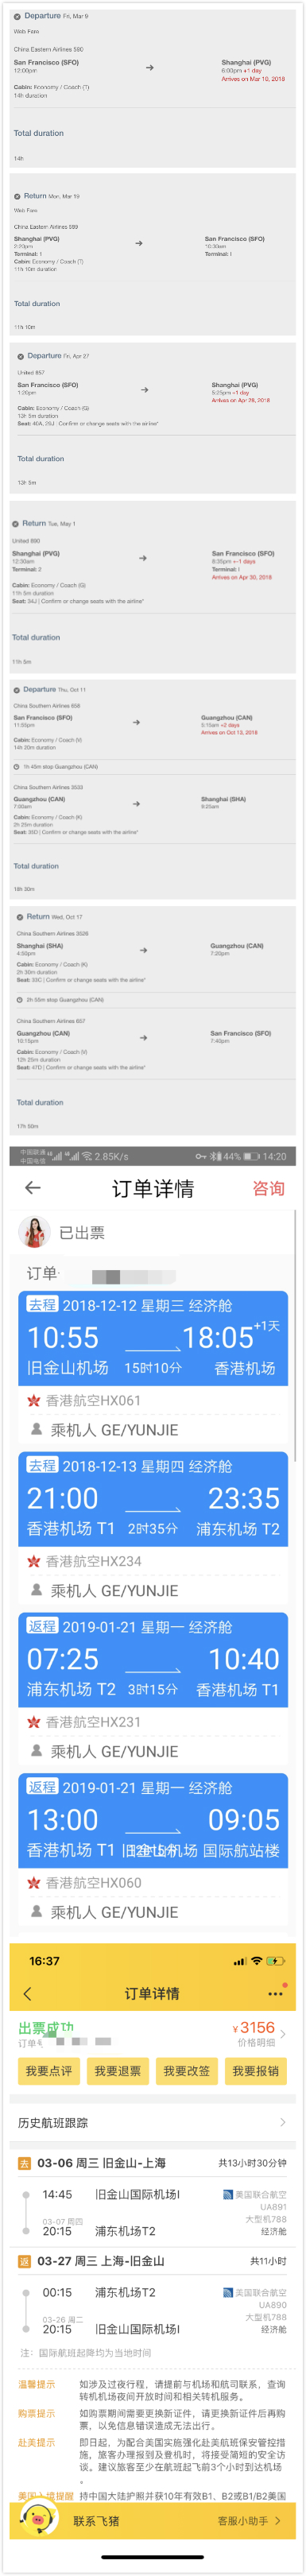 Departure Fri, Mar 9
Web Fare
China Eastern Airlines 590
San Francisco (SFO) → Shanghai (PVG)
12:00pm 6:00pm +1 day
Arrives on Mar 10, 2018
Cabin: Economy / Coach (T)
14h duration
Total duration
14h
Return Mon, Mar 19
Web Fare
China Eastern Airlines 589
Shanghai (PVG) → San Francisco (SFO)
2:20pm 10:30am
Terminal: 1 Terminal: I
Cabin: Economy / Coach (T)
11h 10m duration
Total duration
11h 10m
Departure Fri, Apr 27
United 857
San Francisco (SFO) → Shanghai (PVG)
1:20pm 5:25pm +1 day
Arrives on Apr 28, 2018
Cabin: Economy / Coach (G)
13h 5m duration
Seat: 40A, 29J | Confirm or change seats with the airline*
Total duration
13h 5m
Return Tue, May 1
United 890
Shanghai (PVG) → San Francisco (SFO)
12:30am 8:35pm +-1 days
Terminal: 2 Terminal: I
Arrives on Apr 30, 2018
Cabin: Economy / Coach (G)
11h 5m duration
Seat: 34J | Confirm or change seats with the airline*
Total duration
11h 5m
Departure Thu, Oct 11
China Southern Airlines 658
San Francisco (SFO) → Guangzhou (CAN)
11:55pm 5:15am +2 days
Arrives on Oct 13, 2018
Cabin: Economy / Coach (V)
14h 20m duration
1h 45m stop Guangzhou (CAN)
China Southern Airlines 3532
Guangzhou (CAN) → Shanghai (SHA)
7:00am 9:25am
Cabin: Economy / Coach (K)
2h 25m duration
Seat: 35D | Confirm or change seats with the airline*
Total duration
18h 30m
Return Wed, Oct 17
China Southern Airlines 3526
Shanghai (SHA) → Guangzhou (CAN)
4:50pm 7:20pm
Cabin: Economy / Coach (K)
2h 30m duration
Seat: 33C | Confirm or change seats with the airline*
2h 55m stop Guangzhou (CAN)
China Southern Airlines 657
Guangzhou (CAN) → San Francisco (SFO)
10:15pm 7:40pm
Cabin: Economy / Coach (V)
12h 25m duration
Seat: 47D | Confirm or change seats with the airline*
Total duration
17h 50m
中国联通 46 46 2.85K/s 44% 14:20
中国电信
订单详情 咨询
已出票
订单
去程 2018-12-12 星期三 经济舱
10:55 18:05+1天
旧金山机场 15时10分 香港机场
香港航空HX061
乘机人 GE/YUNJIE
去程 2018-12-13 星期四 经济舱
21:00 23:35
香港机场 T1 2时35分 浦东机场 T2
香港航空HX234
乘机人 GE/YUNJIE
返程 2019-01-21 星期一 经济舱
07:25 10:40
浦东机场 T2 3时15分 香港机场 T1
香港航空HX231
乘机人 GE/YUNJIE
返程 2019-01-21 星期一 经济舱
13:00 09:05
香港机场 T1 旧金山机场 国际航站楼
香港航空HX060
乘机人 GE/YUNJIE
16:37
订单详情
出票成功 ¥3156
订单 价格明细
我要点评 我要退票 我要改签 我要报销
历史航班跟踪
去 03-06 周三 旧金山-上海 共13小时30分钟
14:45 旧金山国际机场I 美国联合航空
UA891
03-07 周四 大型机788
20:15 浦东机场T2 经济舱
返 03-27 周三 上海-旧金山 共11小时
00:15 浦东机场T2 美国联合航空
UA890
03-26 周二 大型机788
20:15 旧金山国际机场I 经济舱
注：国际航班起降均为当地时间
温馨提示 如涉及过夜行程，请提前与机场和航司联系，查询
转机机场夜间开放时间和相关转机服务。
购票提示 如购票期间需要更换新证件，请更换新证件后再购
票，以免信息错误造成无法出行。
赴美提示 即日起，为配合美国实施强化赴美航班保安管控措
施，旅客办理报到及登机时，将接受简短的安全访
谈。建议旅客至少在航班起飞前3个小时到达机场
。
美国入境提醒 持中国大陆护照并获10年有效B1、B2或B1/B2美国
联系飞猪 客服小助手